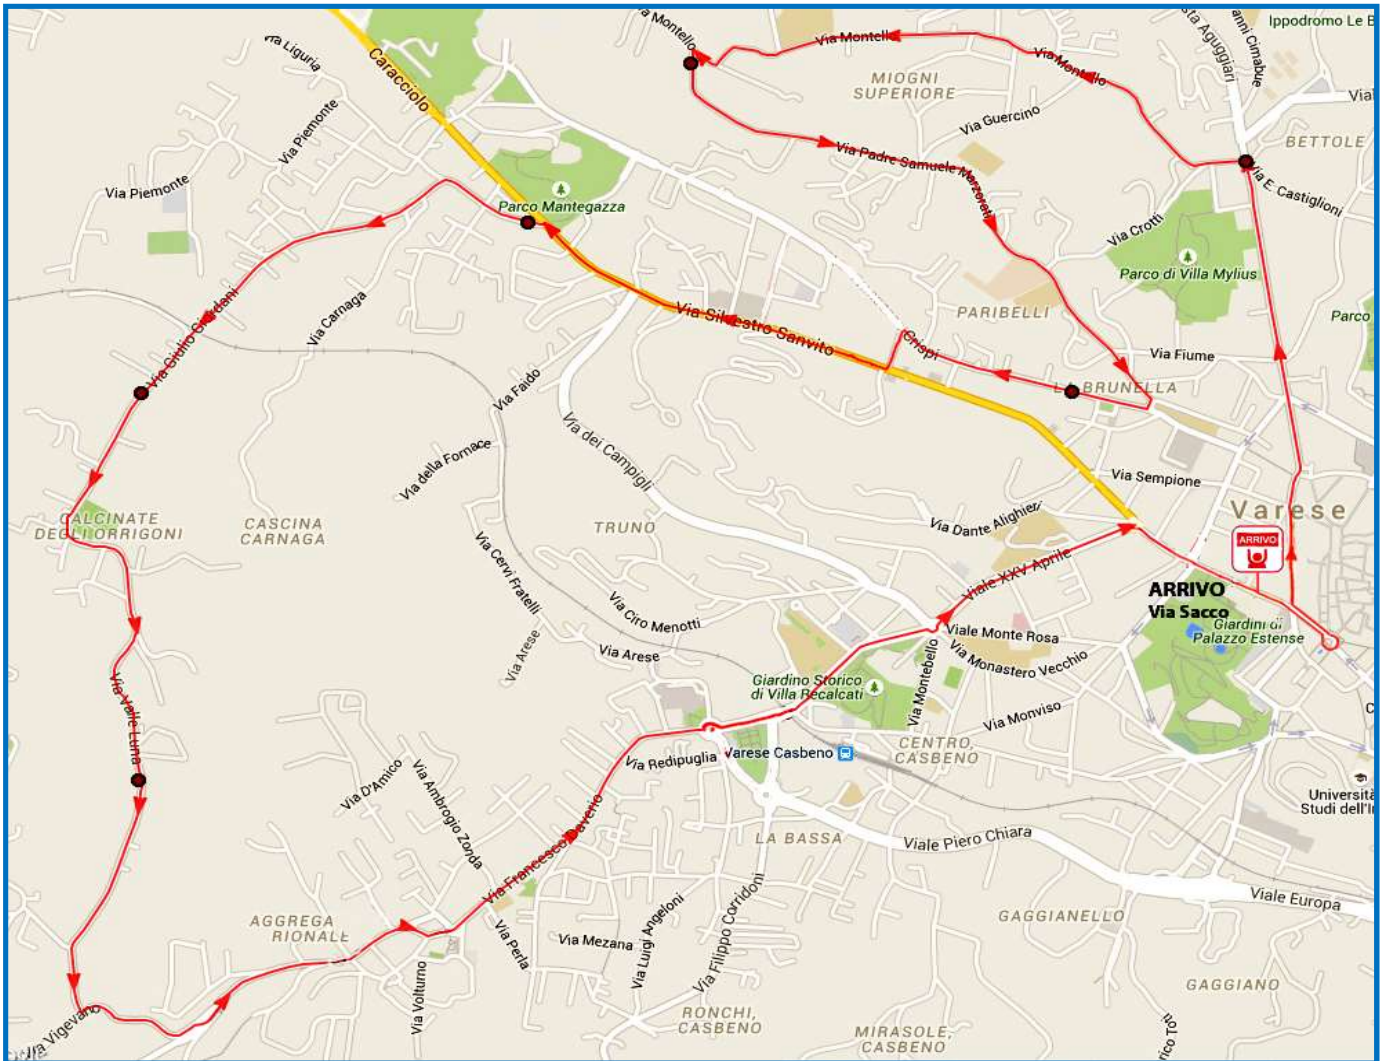 Via Montello
Via Montello
Via Montello
Ippodromo Le B
Via Liguria
Caracciolo
MIOGNI
SUPERIORE
Via Piemonte
Via Guercino
BETTOLE
Via Padre Samuele Marzorati
Via E. Castiglioni
Via Piemonte
Parco Mantegazza
Via Crotti
Parco di Villa Mylius
Via Giulio Giordani
Via Carnaga
Via Silvestro Sanvito
PARIBELLI
Parco
Crispi
Via Fiume
LA BRUNELLA
Via Faido
Via dei Campigli
Via della Fornace
Via Sempione
CALCINATE
DEGLI ORRIGONI
CASCINA
CARNAGA
TRUNO
Via Dante Alighieri
Varese
ARRIVO
Via Cervi Fratelli
Viale XXV Aprile
ARRIVO
Via Sacco
Via Ciro Menotti
Giardini di
Palazzo Estense
Viale Monte Rosa
Via Arese
Via Arese
Via Monastero Vecchio
Via Montebello
Giardino Storico
di Villa Recalcati
Via Valle Luna
Via Monviso
Via Redipuglia
Varese Casbeno
CENTRO,
CASBENO
Via D'Amico
Via Ambrogio Zonda
Via Francesco Daverio
Università
Studi dell'I
LA BASSA
Viale Piero Chiara
Viale Europa
AGGREGA
RIONALE
Via Perla
Via Mezana
Via Luigi Angeloni
Via Filippo Corridoni
GAGGIANELLO
Via Volturno
GAGGIANO
Via Vigevano
RONCHI,
CASBENO
MIRASOLE,
CASBENO